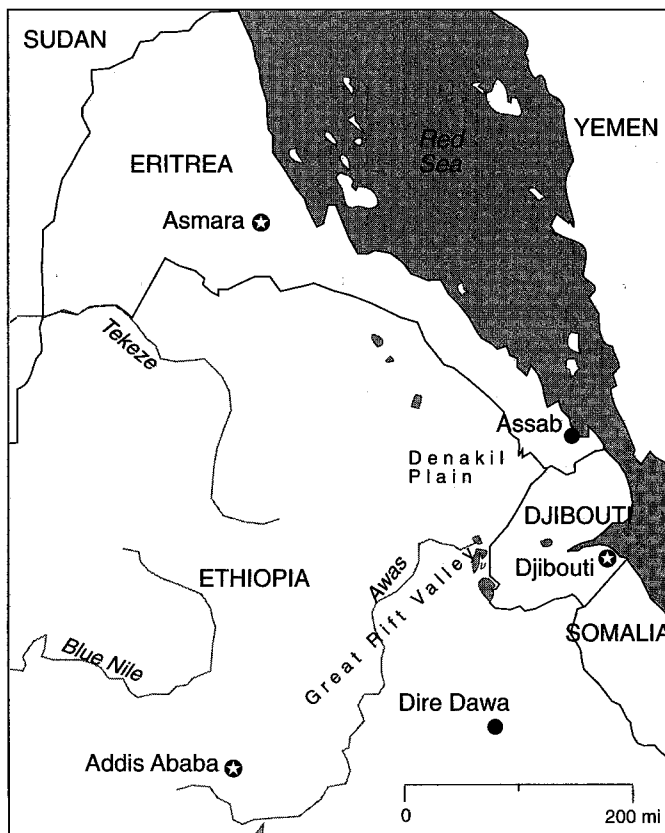 SUDAN
YEMEN
Red
Sea
ERITREA
Asmara
Tekeze
Assab
Denakil
Plain
DJIBOUTI
Djibouti
Awas
Great Rift Valley
ETHIOPIA
SOMALIA
Blue Nile
Dire Dawa
Addis Ababa
0
200 mi